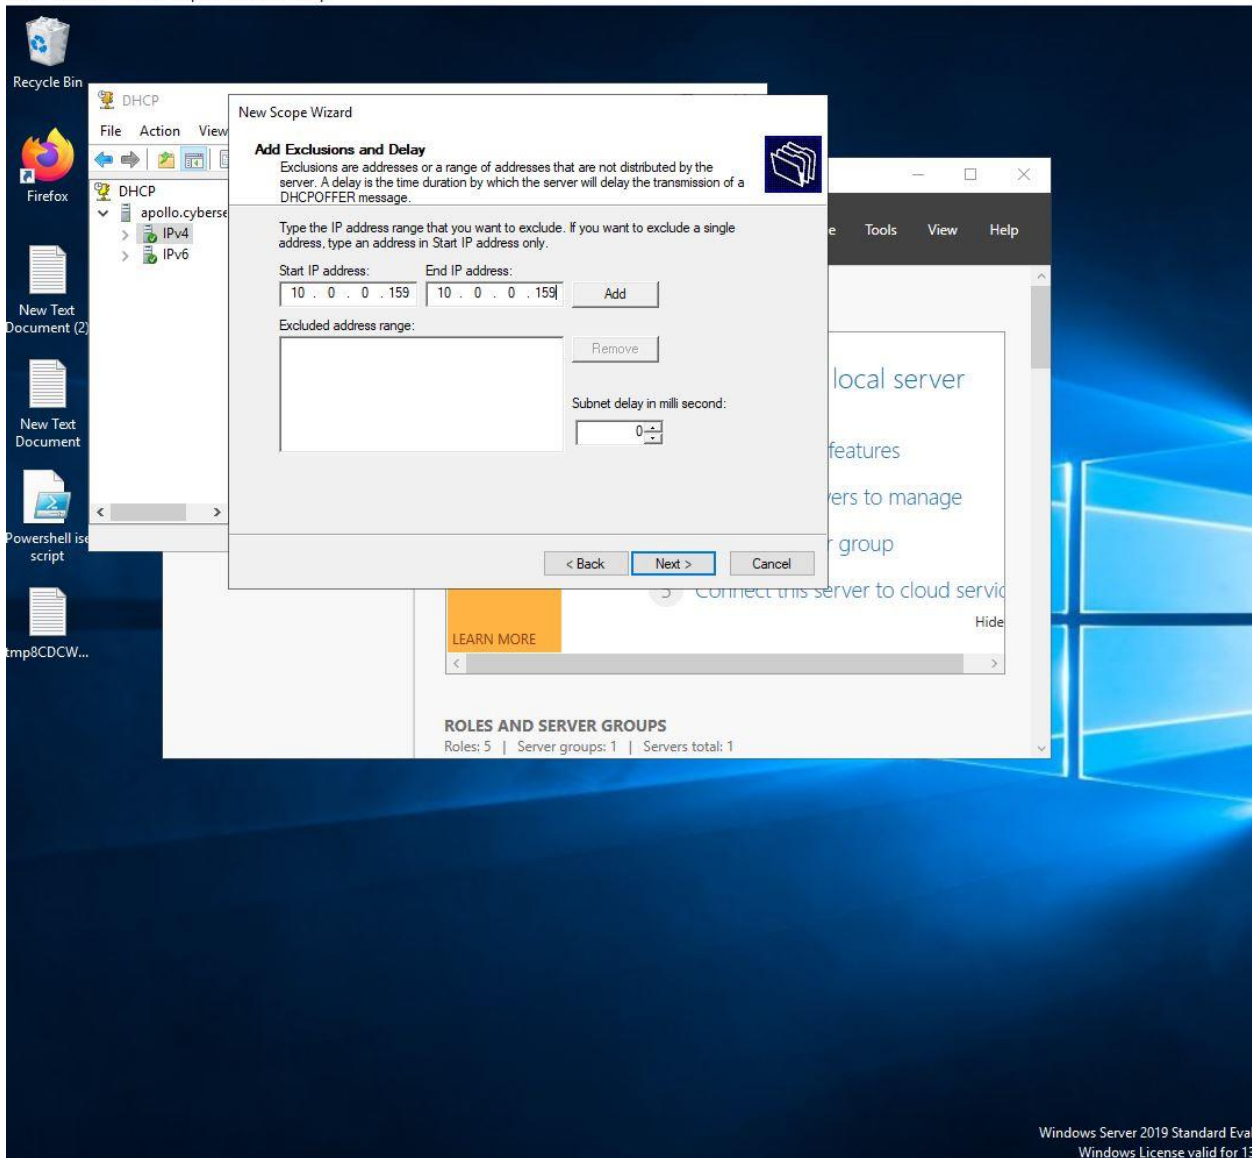 Recycle Bin
Firefox
New Text
Document (2)
New Text
Document
Powershell ise
script
tmp8CDCW...
DHCP
File Action View
DHCP
apollo.cyberse
IPv4
IPv6
New Scope Wizard
Add Exclusions and Delay
Exclusions are addresses or a range of addresses that are not distributed by the
server. A delay is the time duration by which the server will delay the transmission of a
DHCPOFFER message.
Type the IP address range that you want to exclude. If you want to exclude a single
address, type an address in Start IP address only.
Start IP address: End IP address:
10 . 0 . 0 . 159 10 . 0 . 0 . 159 Add
Excluded address range:
Remove
Subnet delay in milli second:
0
< Back Next > Cancel
e Tools View Help
local server
features
vers to manage
r group
5 Connect this server to cloud servic
Hide
LEARN MORE
ROLES AND SERVER GROUPS
Roles: 5 | Server groups: 1 | Servers total: 1
Windows Server 2019 Standard Eval
Windows License valid for 13